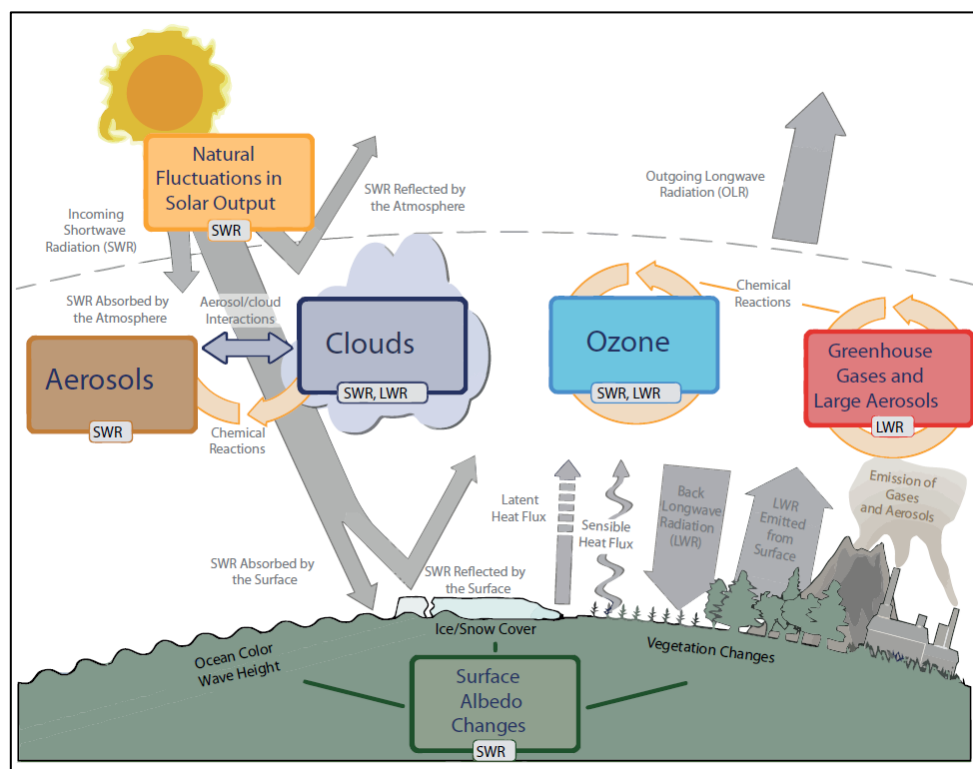 Natural
Fluctuations in
Solar Output
SWR
Incoming
Shortwave
Radiation (SWR)
SWR Reflected by
the Atmosphere
Outgoing Longwave
Radiation (OLR)
SWR Absorbed by
the Atmosphere
Aerosol/cloud
Interactions
Chemical
Reactions
Aerosols
SWR
Clouds
SWR, LWR
Ozone
SWR, LWR
Greenhouse
Gases and
Large Aerosols
LWR
Chemical
Reactions
Emission of
Gases
and Aerosols
Latent
Heat Flux
Sensible
Heat Flux
Back
Longwave
Radiation
(LWR)
LWR
Emitted
from
Surface
SWR Absorbed by
the Surface
SWR Reflected by
the Surface
Ice/Snow Cover
Ocean Color
Wave Height
Vegetation Changes
Surface
Albedo
Changes
SWR